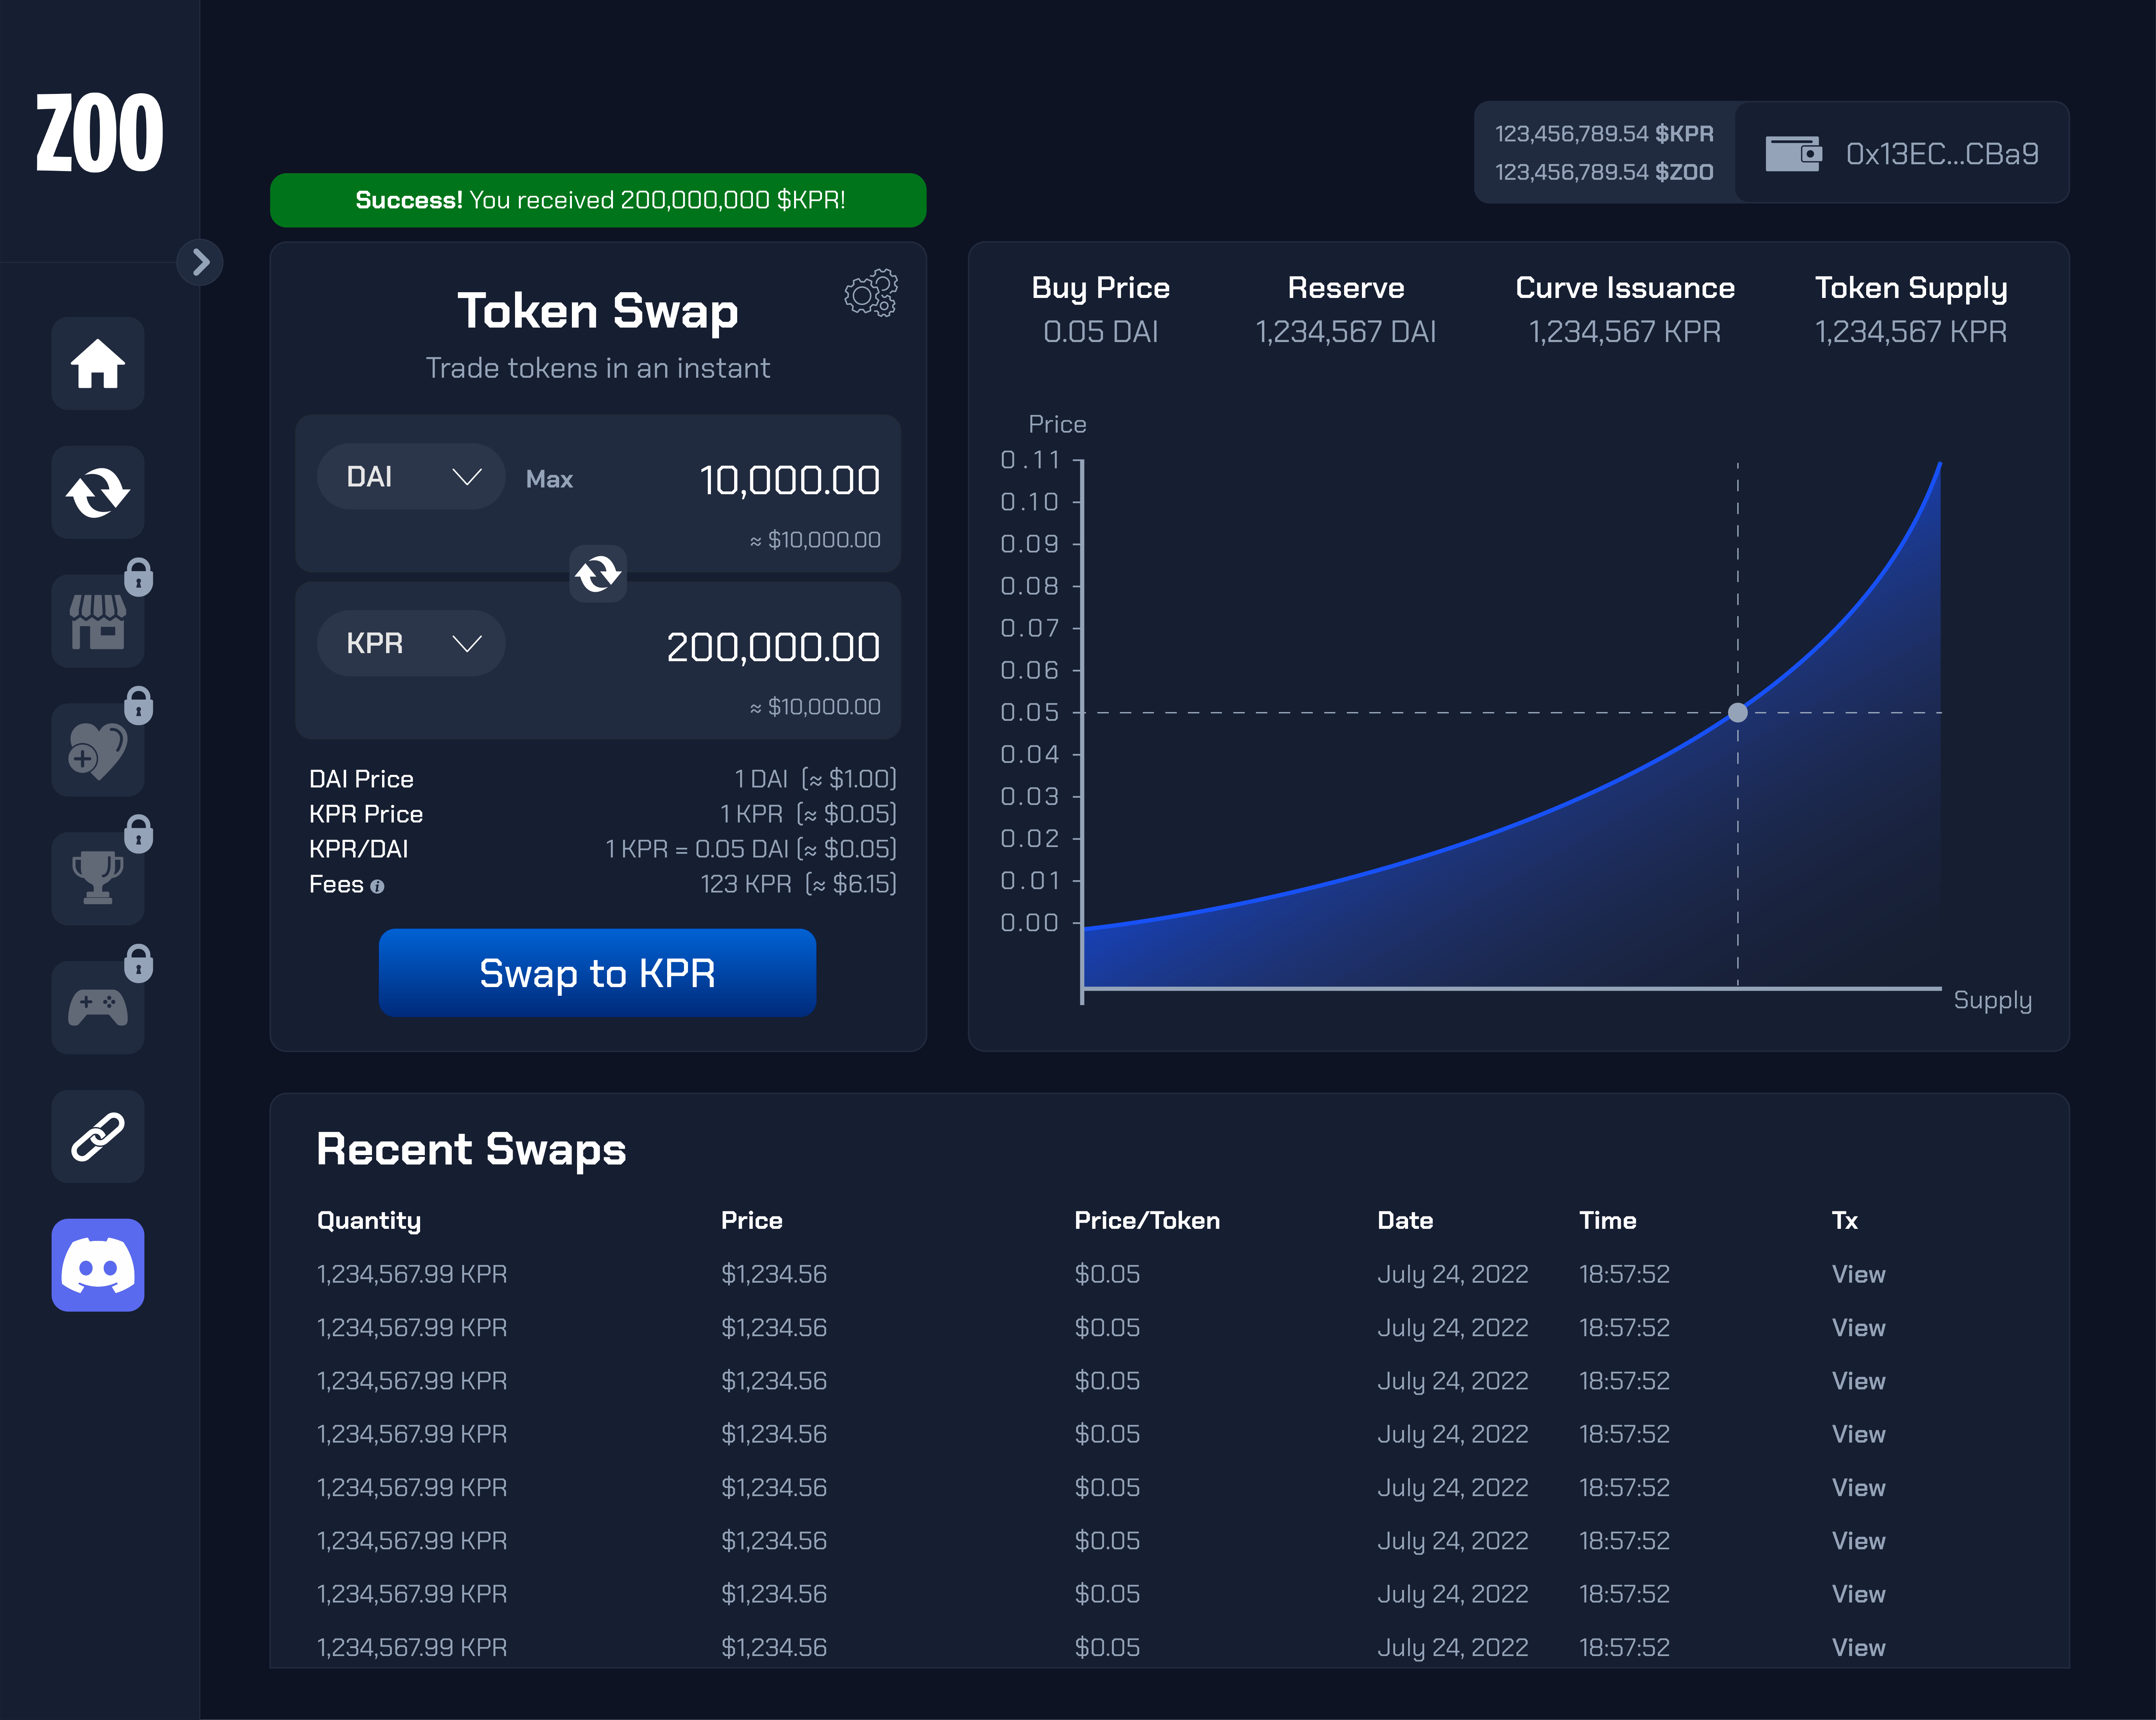 ZOO
123,456,789.54 $KPR
123,456,789.54 $ZOO
0x13EC...CBa9
Success! You received 200,000,000 $KPR!
Token Swap
Trade tokens in an instant
DAI Max 10,000.00
≈ $10,000.00
KPR 200,000.00
≈ $10,000.00
DAI Price 1 DAI (≈ $1.00)
KPR Price 1 KPR (≈ $0.05)
KPR/DAI 1 KPR = 0.05 DAI (≈ $0.05)
Fees i 123 KPR (≈ $6.15)
Swap to KPR
Buy Price Reserve Curve Issuance Token Supply
0.05 DAI 1,234,567 DAI 1,234,567 KPR 1,234,567 KPR
Price
0.11
0.10
0.09
0.08
0.07
0.06
0.05
0.04
0.03
0.02
0.01
0.00
Supply
Recent Swaps
Quantity Price Price/Token Date Time Tx
1,234,567.99 KPR $1,234.56 $0.05 July 24, 2022 18:57:52 View
1,234,567.99 KPR $1,234.56 $0.05 July 24, 2022 18:57:52 View
1,234,567.99 KPR $1,234.56 $0.05 July 24, 2022 18:57:52 View
1,234,567.99 KPR $1,234.56 $0.05 July 24, 2022 18:57:52 View
1,234,567.99 KPR $1,234.56 $0.05 July 24, 2022 18:57:52 View
1,234,567.99 KPR $1,234.56 $0.05 July 24, 2022 18:57:52 View
1,234,567.99 KPR $1,234.56 $0.05 July 24, 2022 18:57:52 View
1,234,567.99 KPR $1,234.56 $0.05 July 24, 2022 18:57:52 View